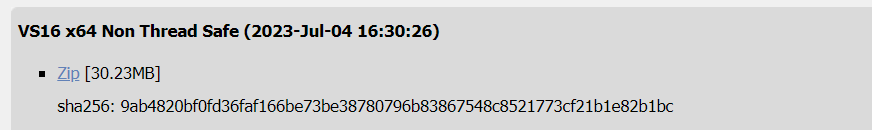 VS16 x64 Non Thread Safe (2023-Jul-04 16:30:26)
Zip [30.23MB]
sha256: 9ab4820bf0fd36faf166be73be38780796b83867548c8521773cf21b1e82b1bc